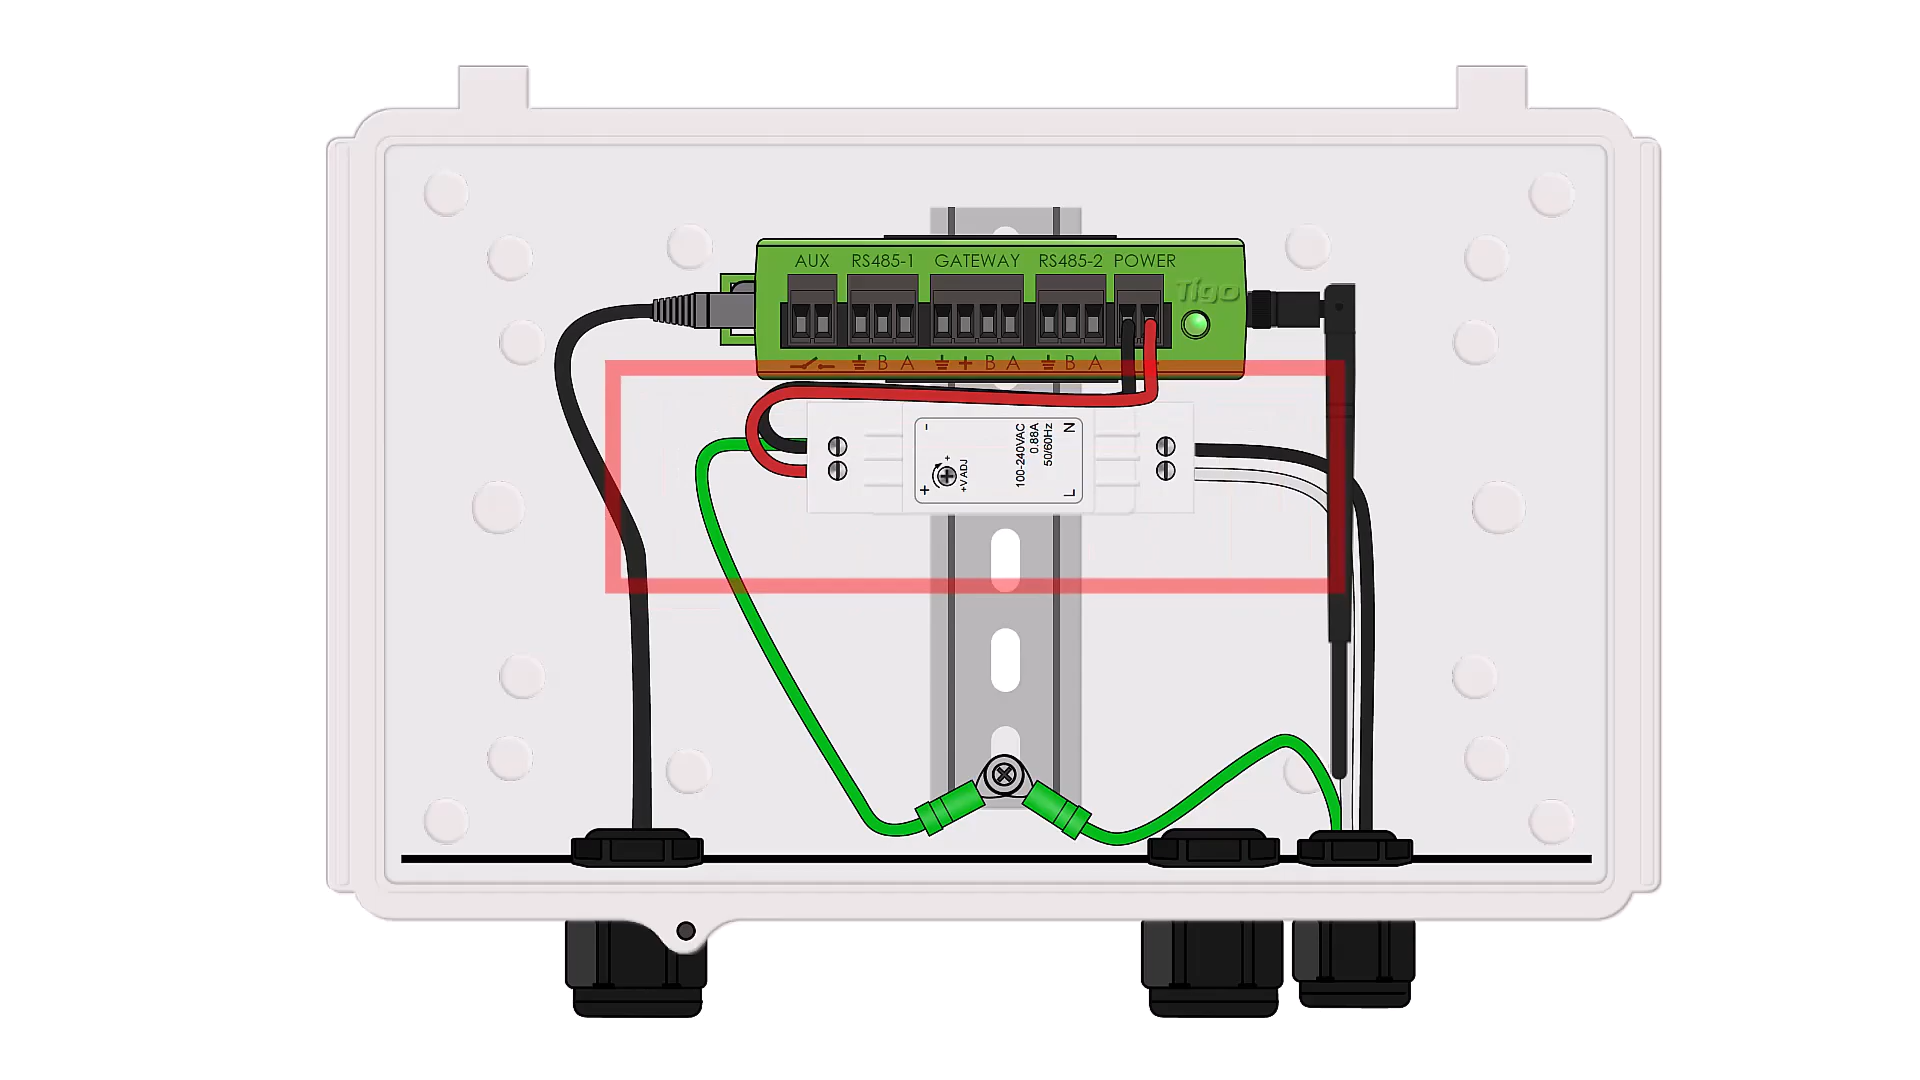 AUX RS485-1 GATEWAY RS485-2 POWER
Tigo
B A + B A B A
- 100-240VAC N
0.88A
50/60Hz
+ +V ADJ + L